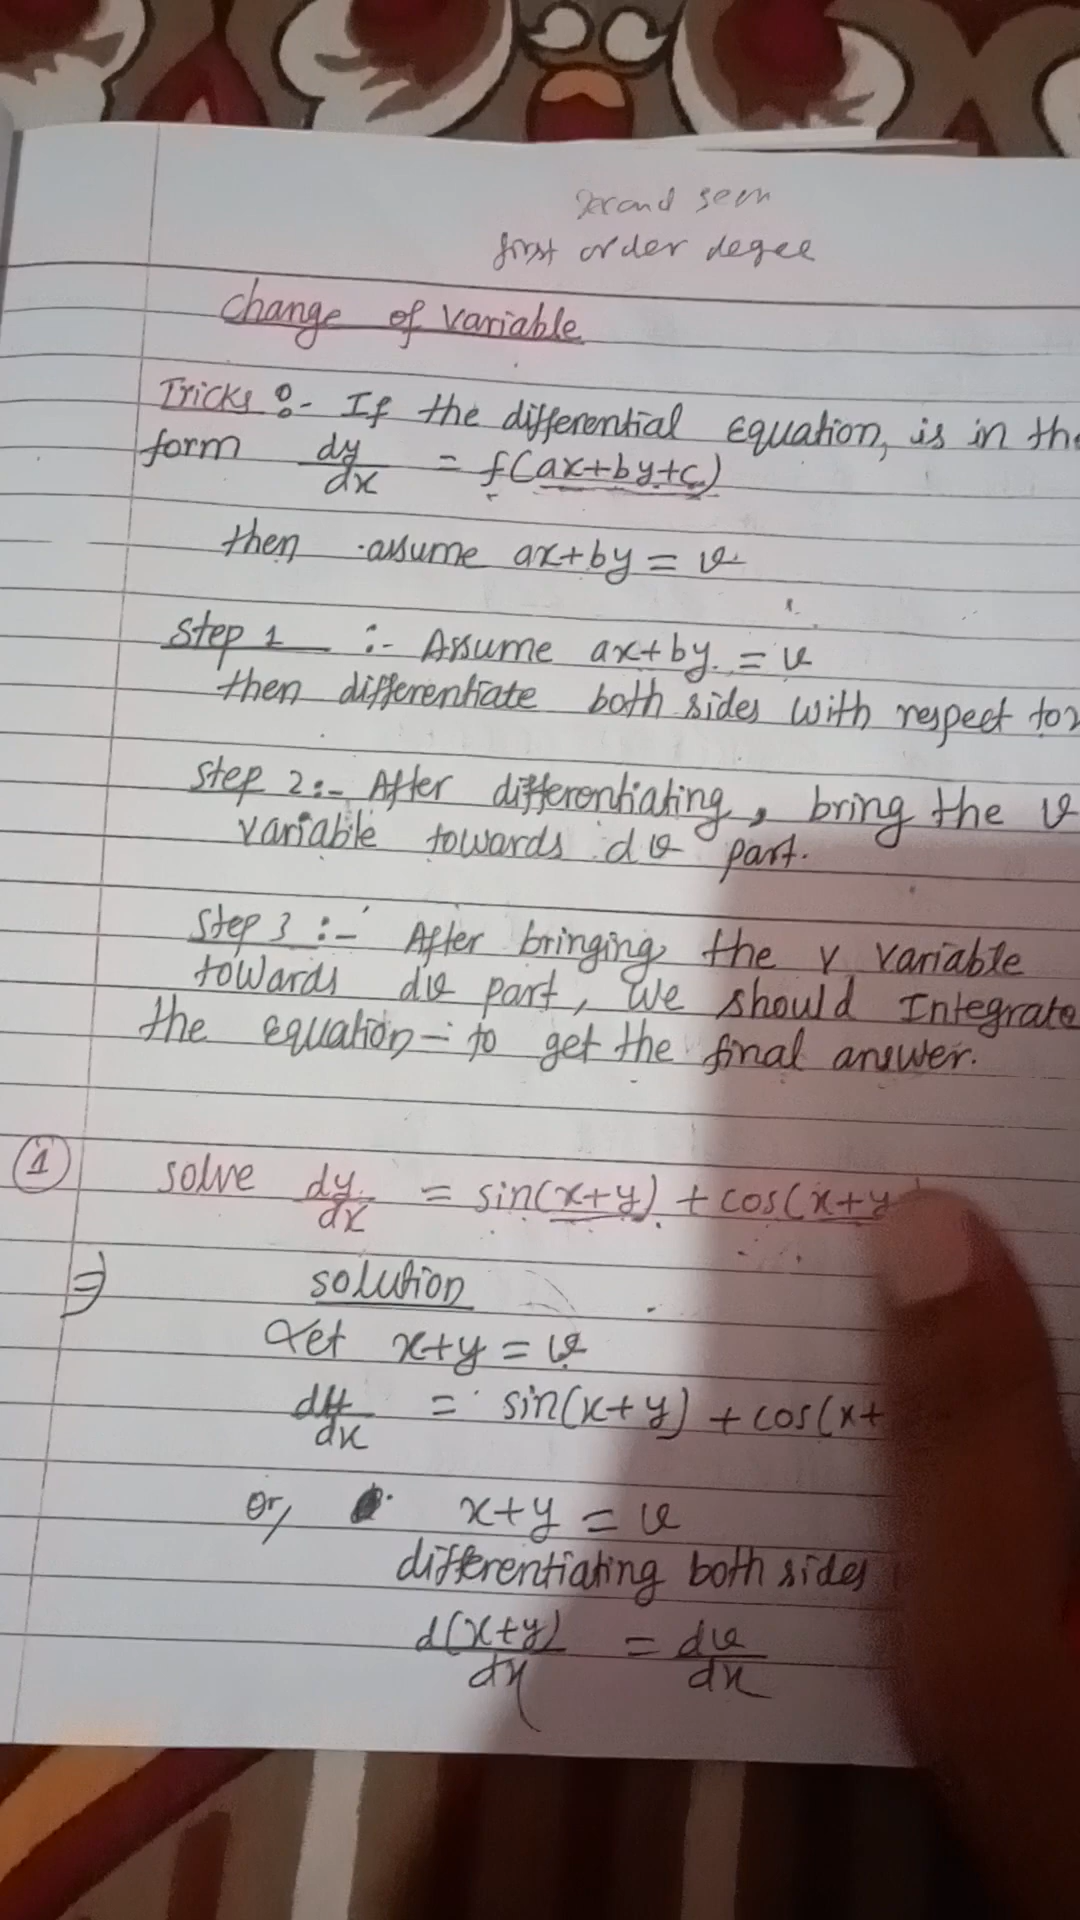 Second sem
first order degee
Change of variable
Tricks :- If the differential Equation, is in the
form dy/dx = f(ax+by+c)
then assume ax+by = v
Step 1 :- Assume ax+by = v
then differentiate both sides with respect to
Step 2:- After differentiating, bring the v
variable towards dv part.
Step 3 :- After bringing the v variable
towards dv part, we should Integrate
the equation - to get the final answer.
① solve dy/dx = sin(x+y) + cos(x+y
⇒ solution
Let x+y = v
dy/dx = sin(x+y) + cos(x+
or, x+y = v
differentiating both sides
d(x+y)/dx = dv/dx